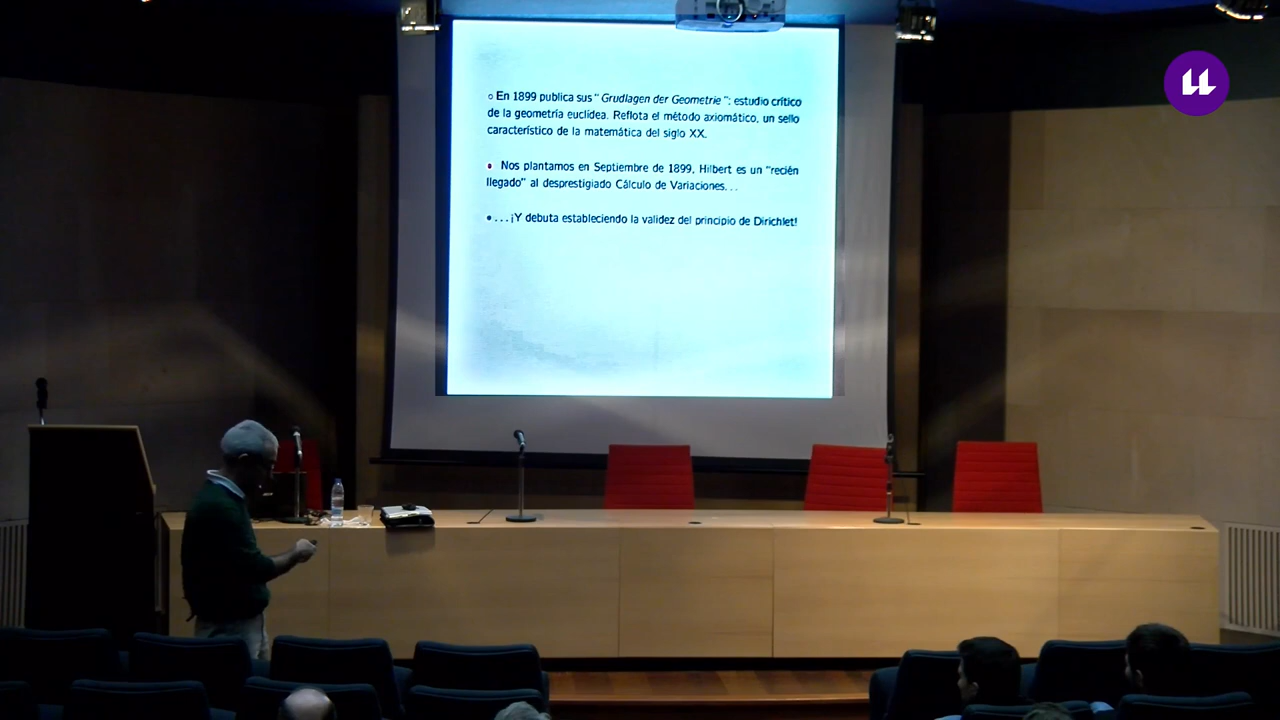 ○ En 1899 publica sus “Grudlagen der Geometrie”: estudio crítico
de la geometría euclídea. Reflota el método axiomático, un sello
característico de la matemática del siglo XX.
• Nos plantamos en Septiembre de 1899, Hilbert es un “recién
llegado” al desprestigiado Cálculo de Variaciones...
• ...¡Y debuta estableciendo la validez del principio de Dirichlet!